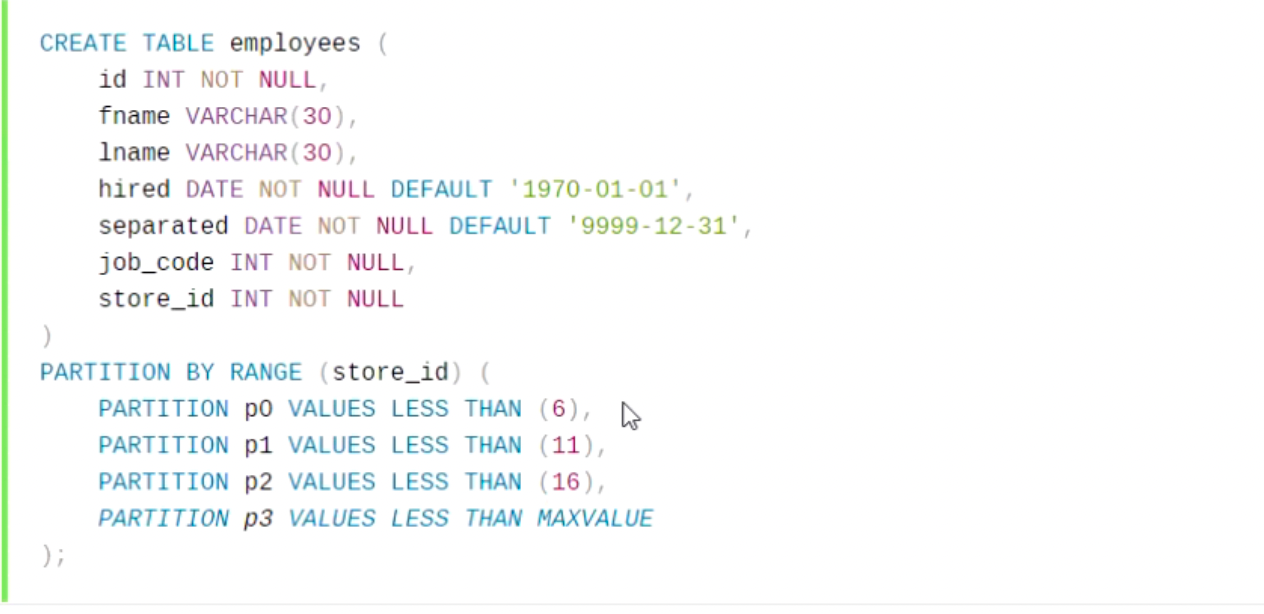 CREATE TABLE employees (
    id INT NOT NULL,
    fname VARCHAR(30),
    lname VARCHAR(30),
    hired DATE NOT NULL DEFAULT '1970-01-01',
    separated DATE NOT NULL DEFAULT '9999-12-31',
    job_code INT NOT NULL,
    store_id INT NOT NULL
)
PARTITION BY RANGE (store_id) (
    PARTITION p0 VALUES LESS THAN (6),
    PARTITION p1 VALUES LESS THAN (11),
    PARTITION p2 VALUES LESS THAN (16),
    PARTITION p3 VALUES LESS THAN MAXVALUE
);